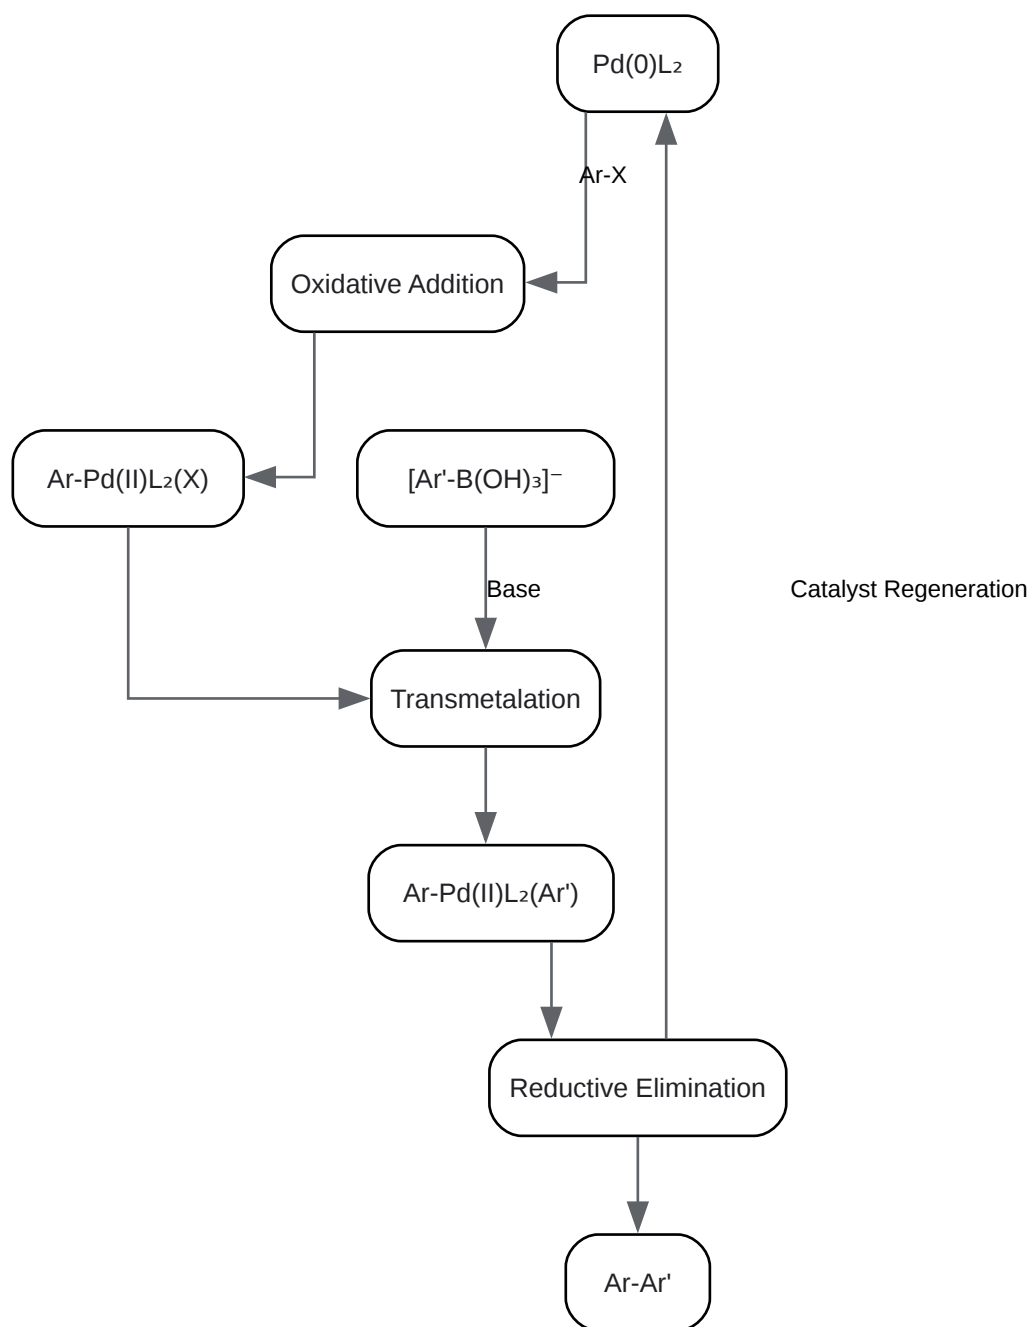 Pd(0)L₂
Ar-X
Oxidative Addition
Ar-Pd(II)L₂(X)
[Ar'-B(OH)₃]⁻
Base
Catalyst Regeneration
Transmetalation
Ar-Pd(II)L₂(Ar')
Reductive Elimination
Ar-Ar'